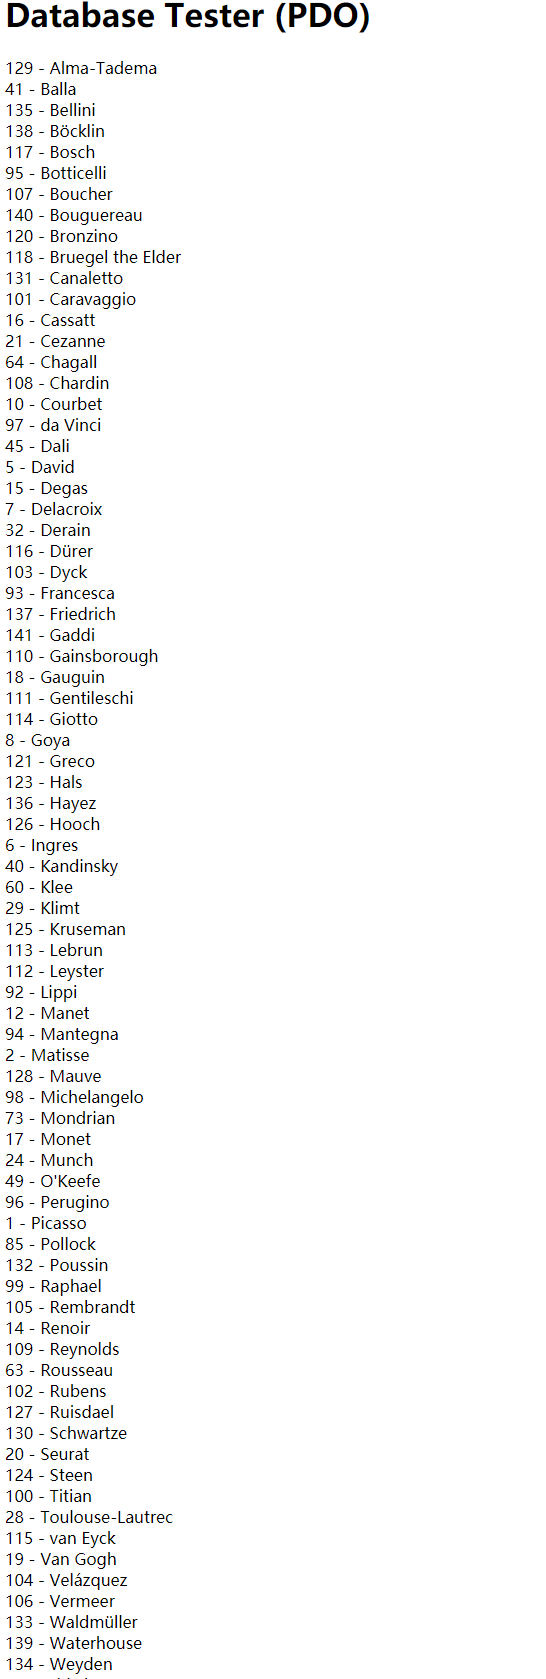 Database Tester (PDO)
129 - Alma-Tadema
41 - Balla
135 - Bellini
138 - Böcklin
117 - Bosch
95 - Botticelli
107 - Boucher
140 - Bouguereau
120 - Bronzino
118 - Bruegel the Elder
131 - Canaletto
101 - Caravaggio
16 - Cassatt
21 - Cezanne
64 - Chagall
108 - Chardin
10 - Courbet
97 - da Vinci
45 - Dali
5 - David
15 - Degas
7 - Delacroix
32 - Derain
116 - Dürer
103 - Dyck
93 - Francesca
137 - Friedrich
141 - Gaddi
110 - Gainsborough
18 - Gauguin
111 - Gentileschi
114 - Giotto
8 - Goya
121 - Greco
123 - Hals
136 - Hayez
126 - Hooch
6 - Ingres
40 - Kandinsky
60 - Klee
29 - Klimt
125 - Kruseman
113 - Lebrun
112 - Leyster
92 - Lippi
12 - Manet
94 - Mantegna
2 - Matisse
128 - Mauve
98 - Michelangelo
73 - Mondrian
17 - Monet
24 - Munch
49 - O'Keefe
96 - Perugino
1 - Picasso
85 - Pollock
132 - Poussin
99 - Raphael
105 - Rembrandt
14 - Renoir
109 - Reynolds
63 - Rousseau
102 - Rubens
127 - Ruisdael
130 - Schwartze
20 - Seurat
124 - Steen
100 - Titian
28 - Toulouse-Lautrec
115 - van Eyck
19 - Van Gogh
104 - Velázquez
106 - Vermeer
133 - Waldmüller
139 - Waterhouse
134 - Weyden